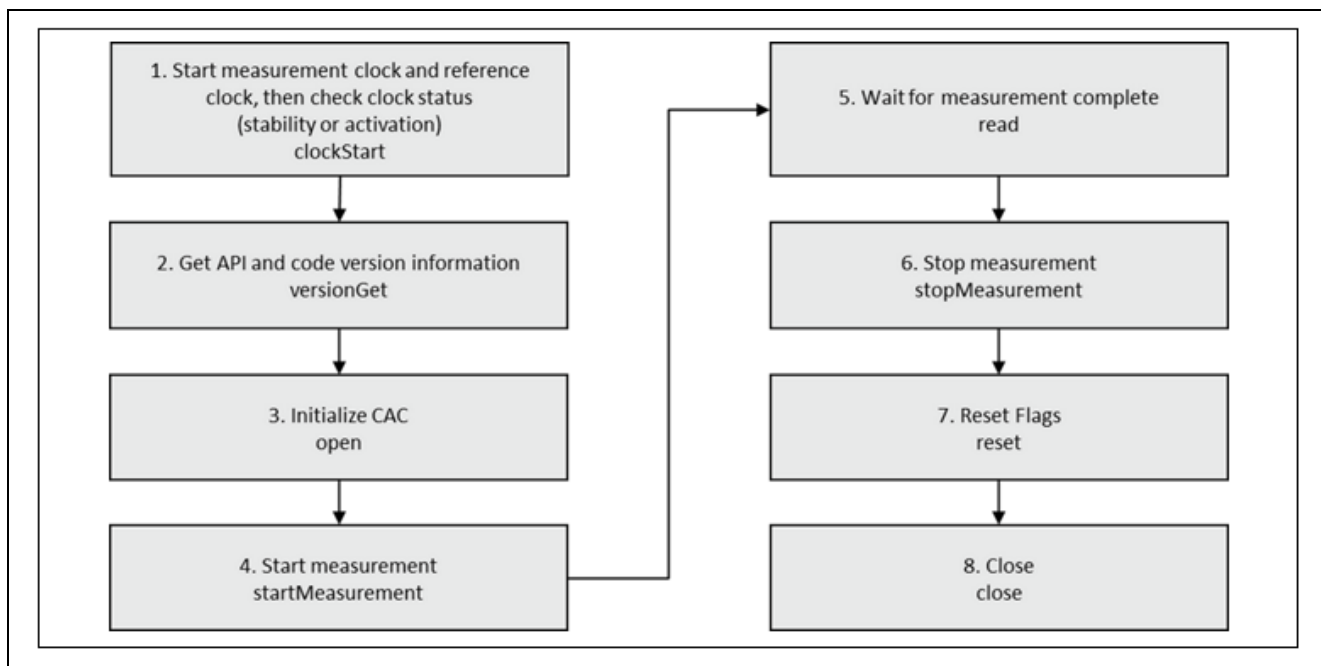 1. Start measurement clock and reference
clock, then check clock status
(stability or activation)
clockStart
2. Get API and code version information
versionGet
3. Initialize CAC
open
4. Start measurement
startMeasurement
5. Wait for measurement complete
read
6. Stop measurement
stopMeasurement
7. Reset Flags
reset
8. Close
close